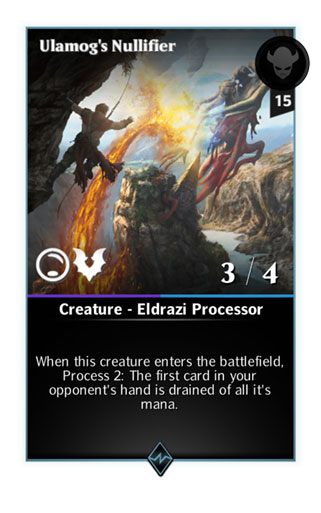 Ulamog's Nullifier
15
3 / 4
Creature - Eldrazi Processor
When this creature enters the battlefield,
Process 2: The first card in your
opponent's hand is drained of all it's
mana.